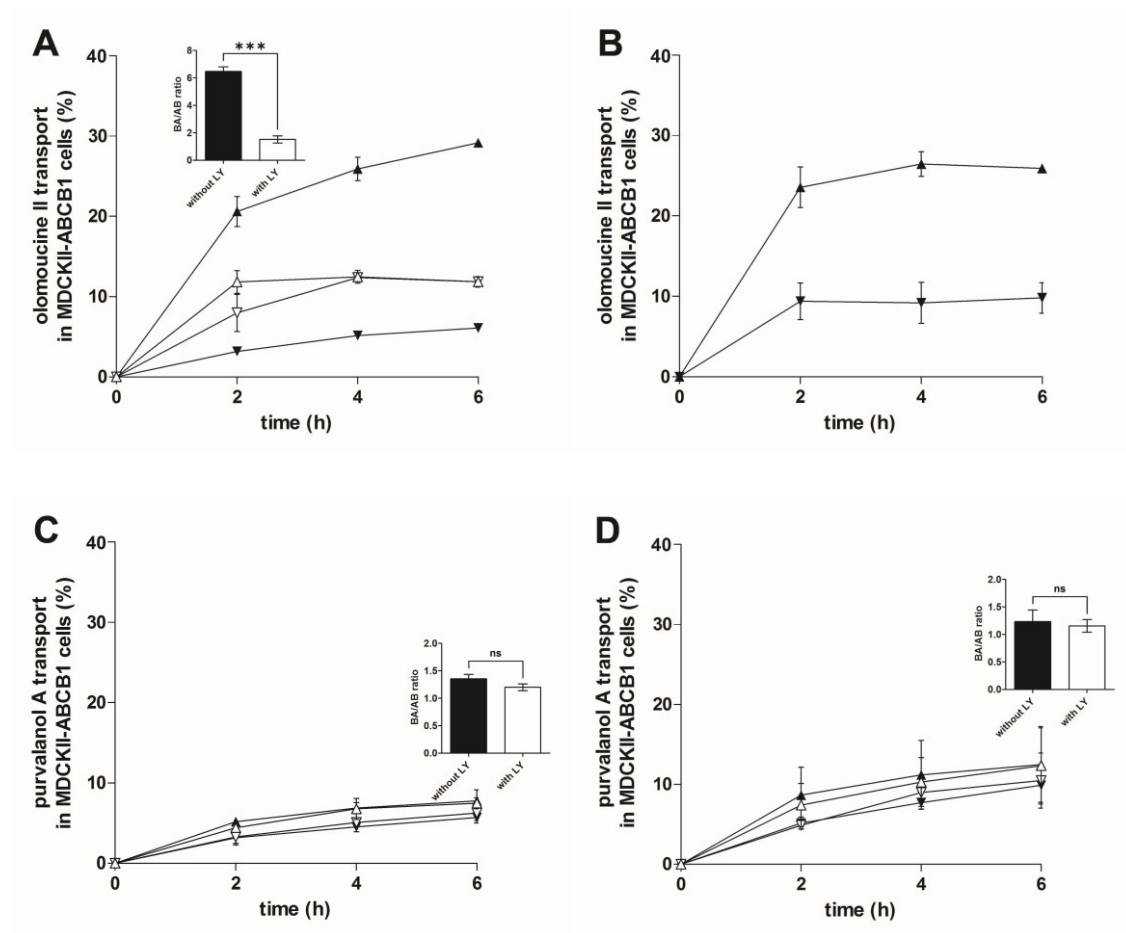 A
olomoucine II transport
in MDCKII-ABCB1 cells (%)
40
30
20
10
0
0
2
4
6
time (h)
BA/AB ratio
8
6
4
2
0
***
without LY
with LY
B
olomoucine II transport
in MDCKII-ABCB1 cells (%)
40
30
20
10
0
0
2
4
6
time (h)
C
purvalanol A transport
in MDCKII-ABCB1 cells (%)
40
30
20
10
0
0
2
4
6
time (h)
BA/AB ratio
2.0
1.5
1.0
0.5
0.0
ns
without LY
with LY
D
purvalanol A transport
in MDCKII-ABCB1 cells (%)
40
30
20
10
0
0
2
4
6
time (h)
BA/AB ratio
2.0
1.5
1.0
0.5
0.0
ns
without LY
with LY